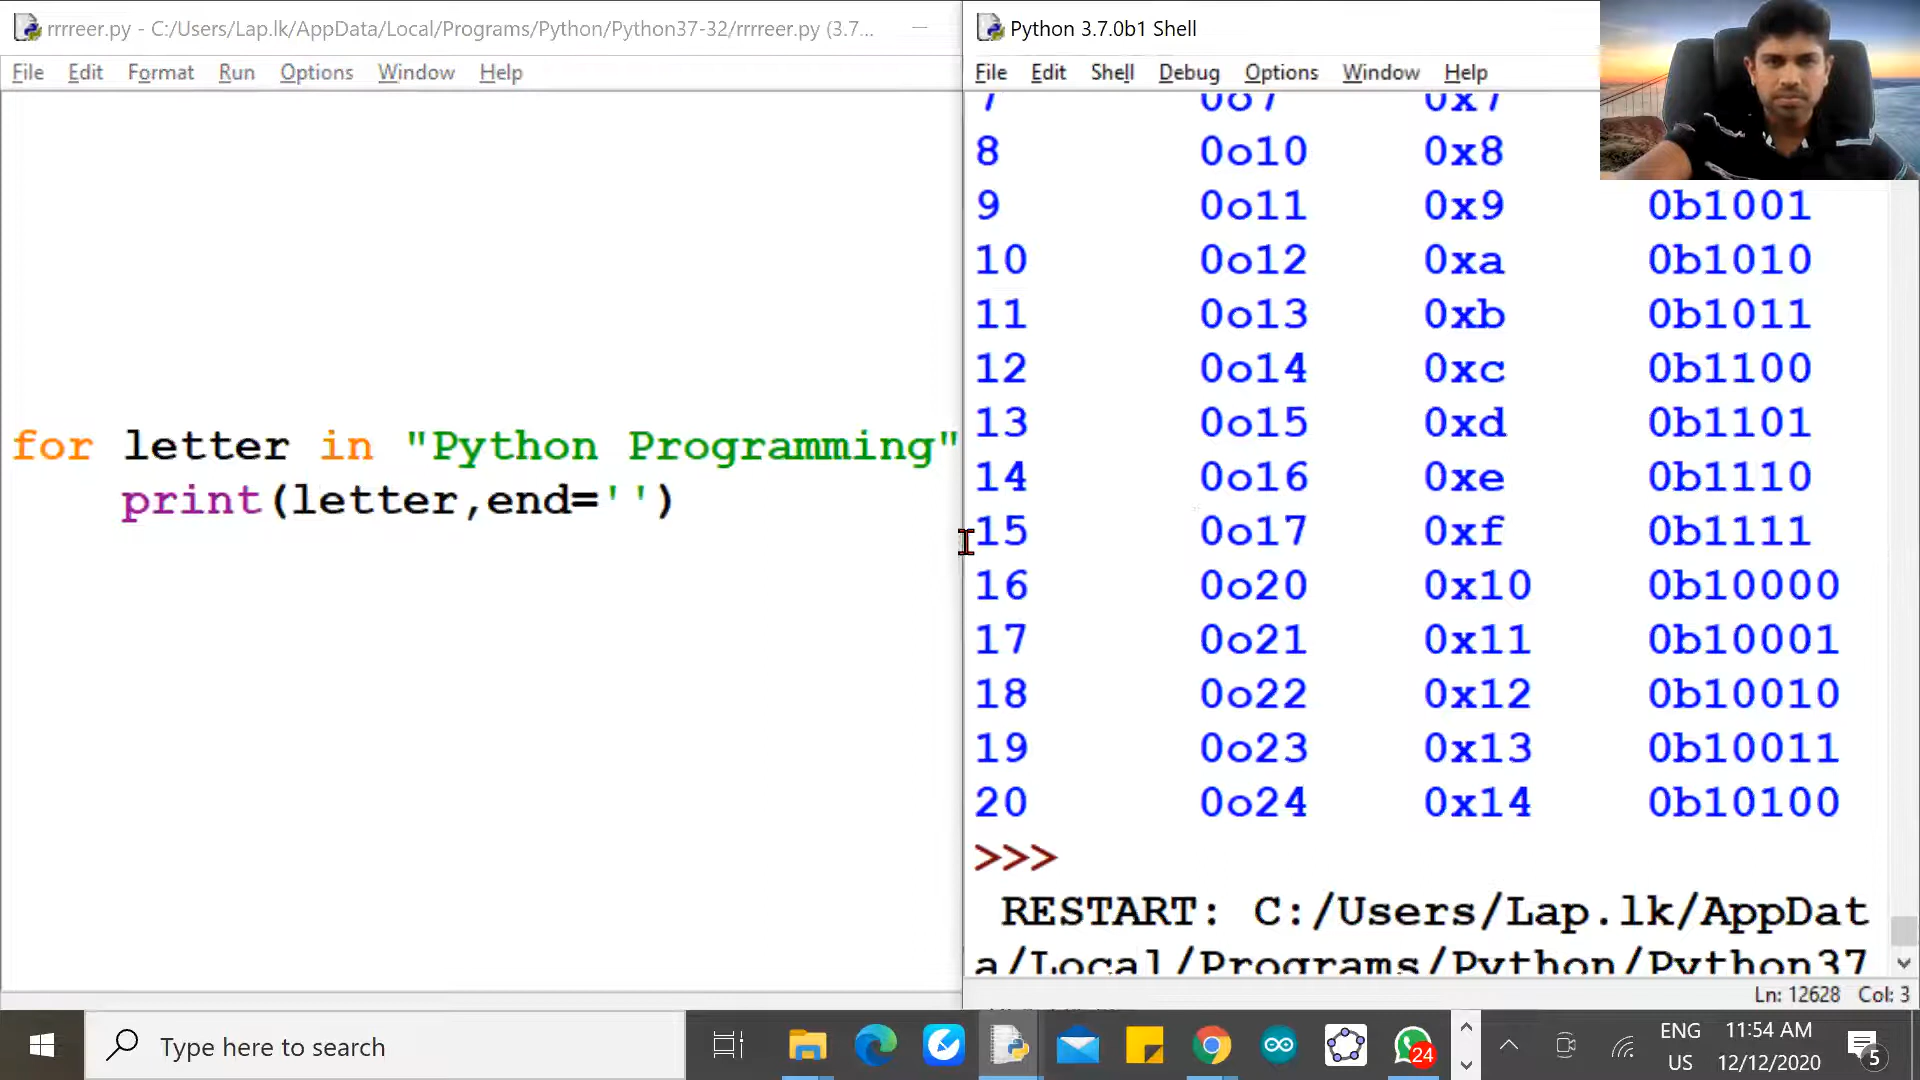 rrrreer.py - C:/Users/Lap.lk/AppData/Local/Programs/Python/Python37-32/rrrreer.py (3.7...
File Edit Format Run Options Window Help
for letter in "Python Programming"
print(letter,end='')
Python 3.7.0b1 Shell
File Edit Shell Debug Options Window Help
7 0o7 0x7
8 0o10 0x8
9 0o11 0x9 0b1001
10 0o12 0xa 0b1010
11 0o13 0xb 0b1011
12 0o14 0xc 0b1100
13 0o15 0xd 0b1101
14 0o16 0xe 0b1110
15 0o17 0xf 0b1111
16 0o20 0x10 0b10000
17 0o21 0x11 0b10001
18 0o22 0x12 0b10010
19 0o23 0x13 0b10011
20 0o24 0x14 0b10100
>>>
RESTART: C:/Users/Lap.lk/AppDat
a/Local/Programs/Python/Python37
Ln: 12628 Col: 3
Type here to search
24
ENG
US
11:54 AM
12/12/2020
5